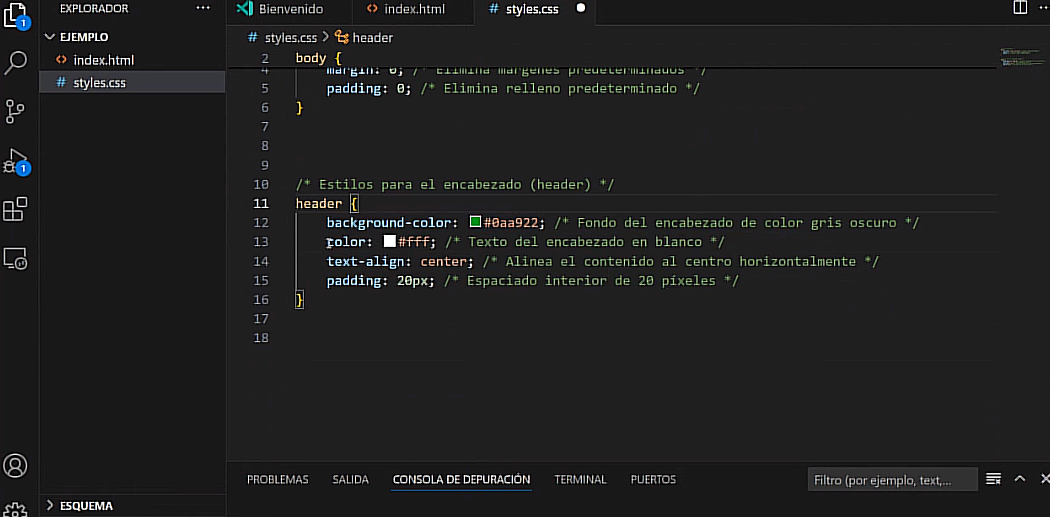 EXPLORADOR ...
Bienvenido
index.html
# styles.css
EJEMPLO
<> index.html
# styles.css
# styles.css > header
2 body {
4 margin: 0; /* Elimina márgenes predeterminados */
5 padding: 0; /* Elimina relleno predeterminado */
6 }
7
8
9
10 /* Estilos para el encabezado (header) */
11 header {
12 background-color: #0aa922; /* Fondo del encabezado de color gris oscuro */
13 color: #fff; /* Texto del encabezado en blanco */
14 text-align: center; /* Alinea el contenido al centro horizontalmente */
15 padding: 20px; /* Espaciado interior de 20 píxeles */
16 }
17
18
1
1
PROBLEMAS SALIDA CONSOLA DE DEPURACIÓN TERMINAL PUERTOS
Filtro (por ejemplo, text,...
ESQUEMA